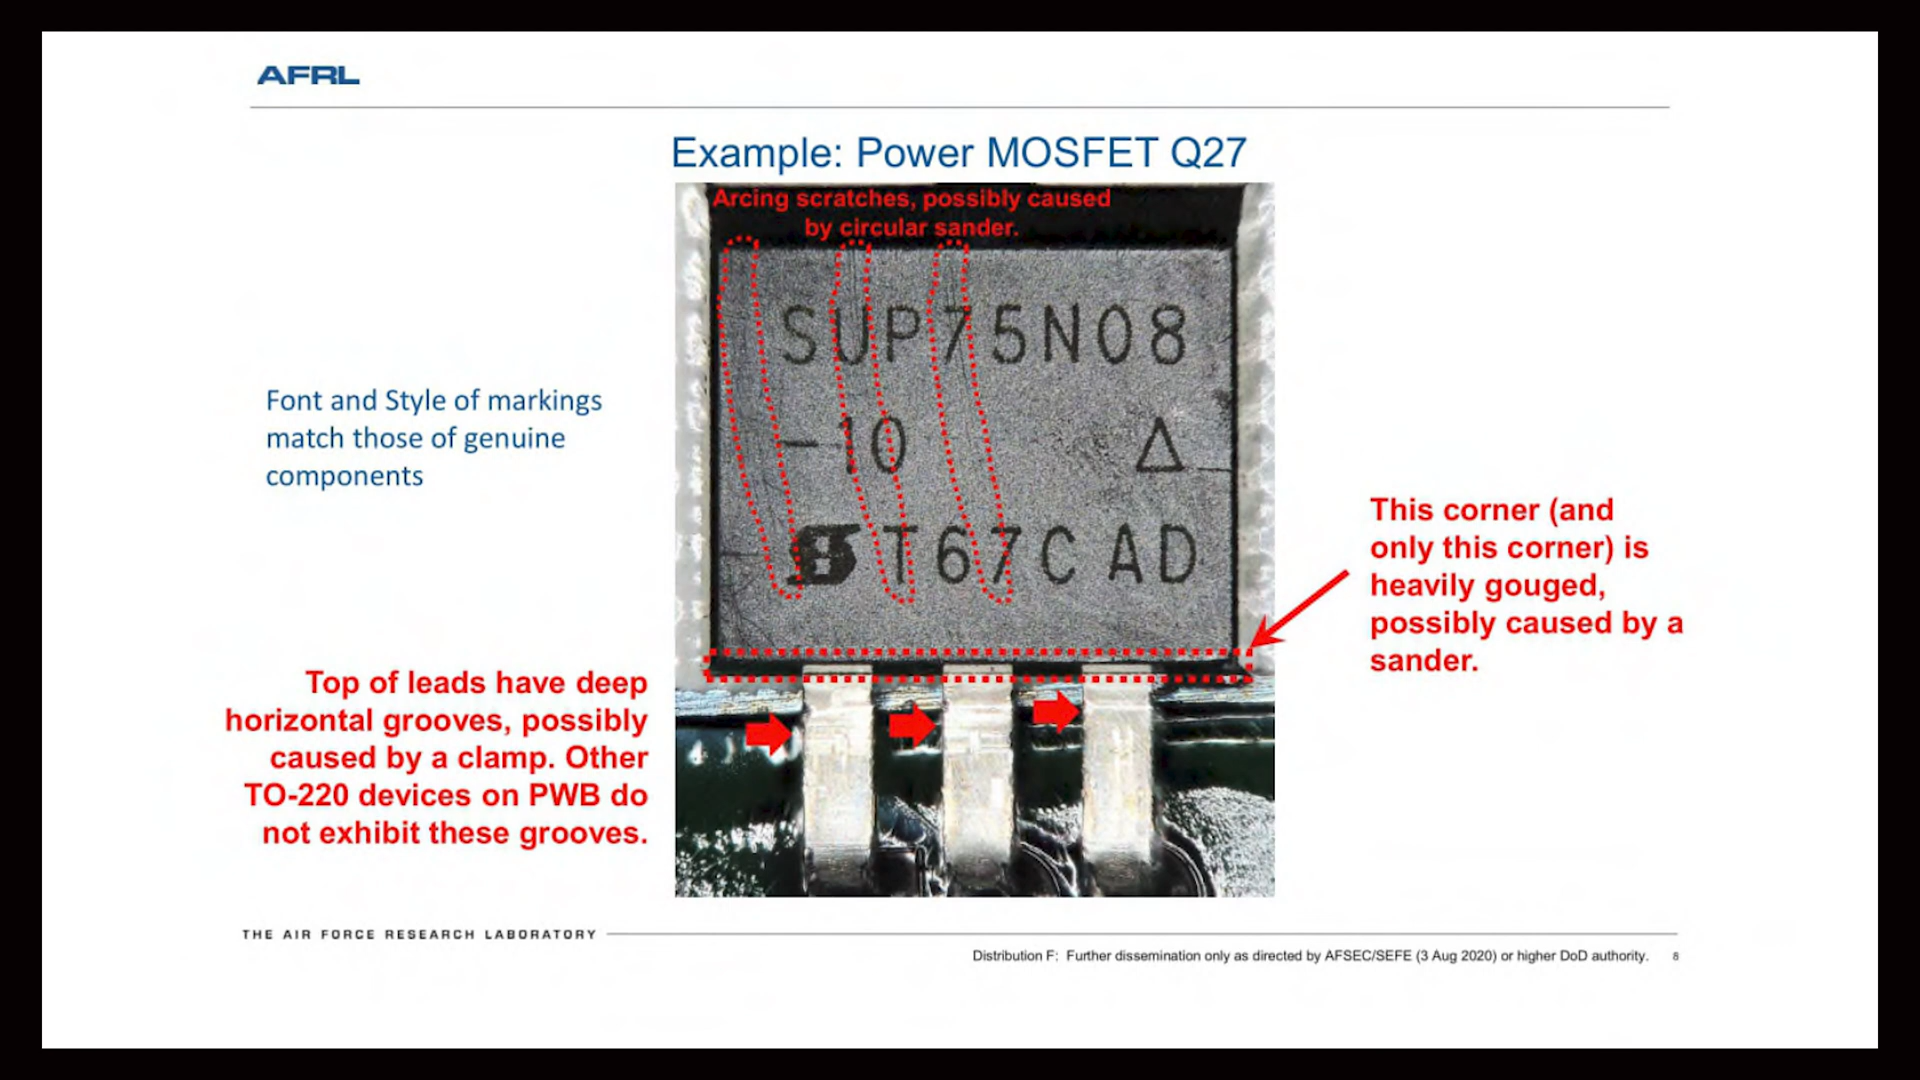 AFRL
Example: Power MOSFET Q27
Arcing scratches, possibly caused
by circular sander.
SUP75N08
-10 Δ
S T67C AD
Font and Style of markings
match those of genuine
components
This corner (and
only this corner) is
heavily gouged,
possibly caused by a
sander.
Top of leads have deep
horizontal grooves, possibly
caused by a clamp. Other
TO-220 devices on PWB do
not exhibit these grooves.
THE AIR FORCE RESEARCH LABORATORY
Distribution F: Further dissemination only as directed by AFSEC/SEFE (3 Aug 2020) or higher DoD authority. 8